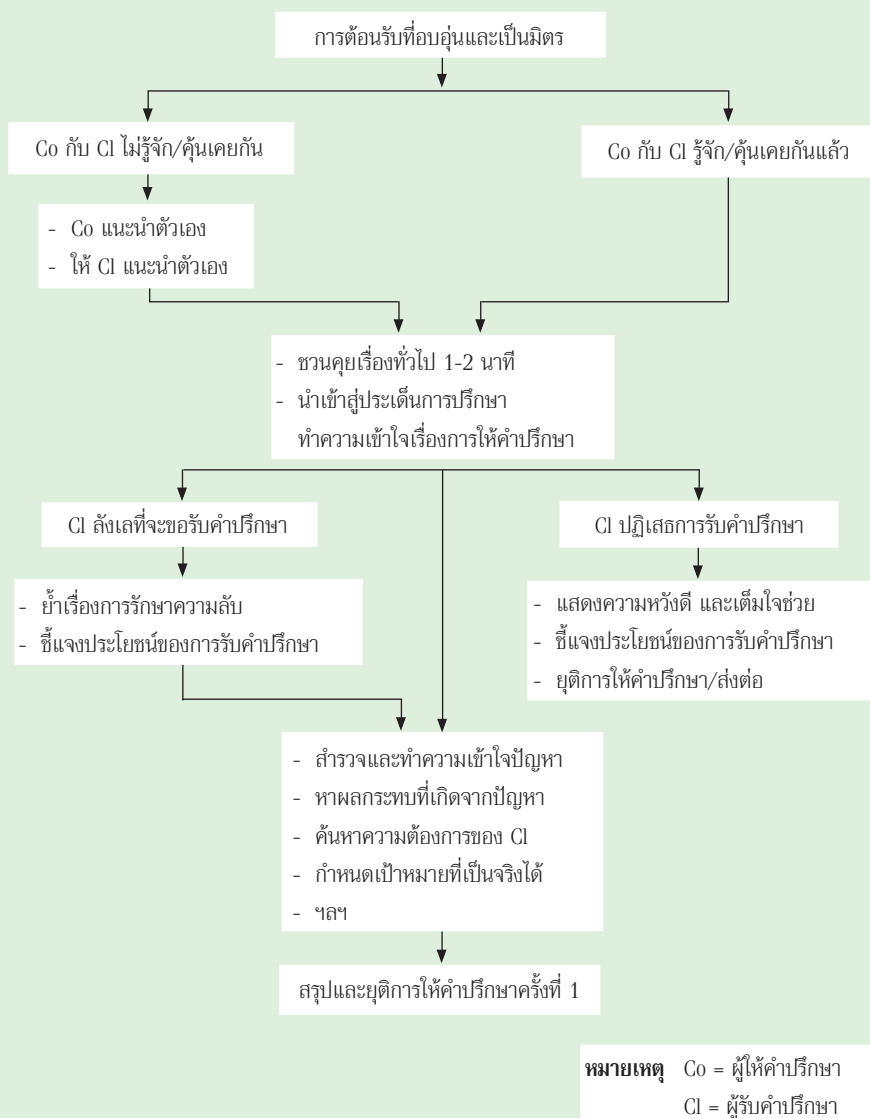 การต้อนรับที่อบอุ่นและเป็นมิตร
Co กับ Cl ไม่รู้จัก/คุ้นเคยกัน
Co กับ Cl รู้จัก/คุ้นเคยกันแล้ว
- Co แนะนำตัวเอง
- ให้ Cl แนะนำตัวเอง
- ชวนคุยเรื่องทั่วไป 1-2 นาที
- นำเข้าสู่ประเด็นการปรึกษา
ทำความเข้าใจเรื่องการให้คำปรึกษา
Cl ลังเลที่จะขอรับคำปรึกษา
Cl ปฏิเสธการรับคำปรึกษา
- ย้ำเรื่องการรักษาความลับ
- ชี้แจงประโยชน์ของการรับคำปรึกษา
- แสดงความหวังดี และเต็มใจช่วย
- ชี้แจงประโยชน์ของการรับคำปรึกษา
- ยุติการให้คำปรึกษา/ส่งต่อ
- สำรวจและทำความเข้าใจปัญหา
- หาผลกระทบที่เกิดจากปัญหา
- ค้นหาความต้องการของ Cl
- กำหนดเป้าหมายที่เป็นจริงได้
- ฯลฯ
สรุปและยุติการให้คำปรึกษาครั้งที่ 1
หมายเหตุ Co = ผู้ให้คำปรึกษา
Cl = ผู้รับคำปรึกษา